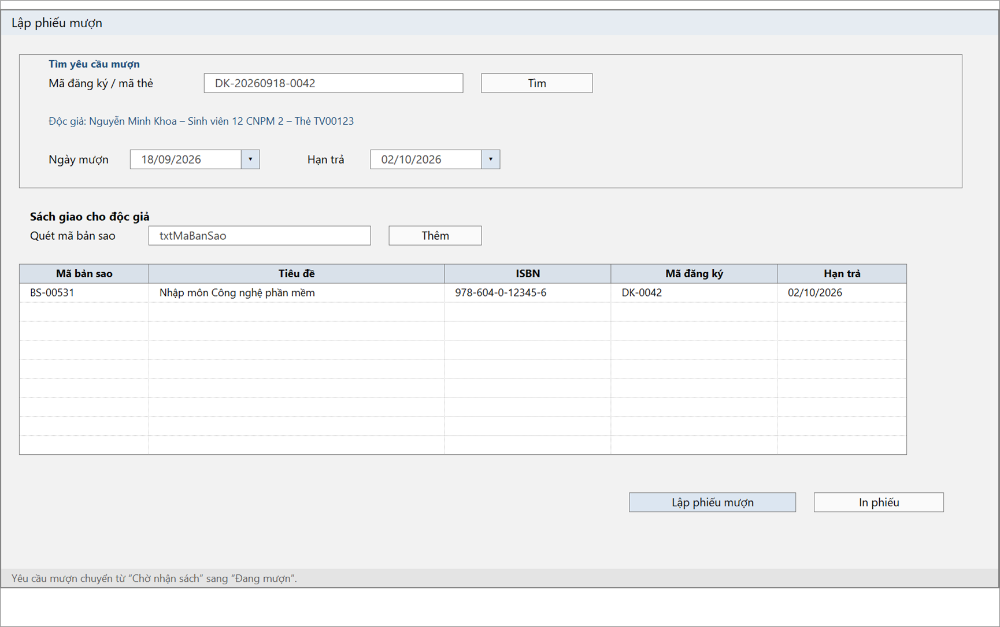 Lập phiếu mượn
Tìm yêu cầu mượn
Mã đăng ký / mã thẻ DK-20260918-0042 Tìm
Độc giả: Nguyễn Minh Khoa – Sinh viên 12 CNPM 2 – Thẻ TV00123
Ngày mượn 18/09/2026 Hạn trả 02/10/2026
Sách giao cho độc giả
Quét mã bản sao txtMaBanSao Thêm
Mã bản sao Tiêu đề ISBN Mã đăng ký Hạn trả
BS-00531 Nhập môn Công nghệ phần mềm 978-604-0-12345-6 DK-0042 02/10/2026
Lập phiếu mượn In phiếu
Yêu cầu mượn chuyển từ “Chờ nhận sách” sang “Đang mượn”.